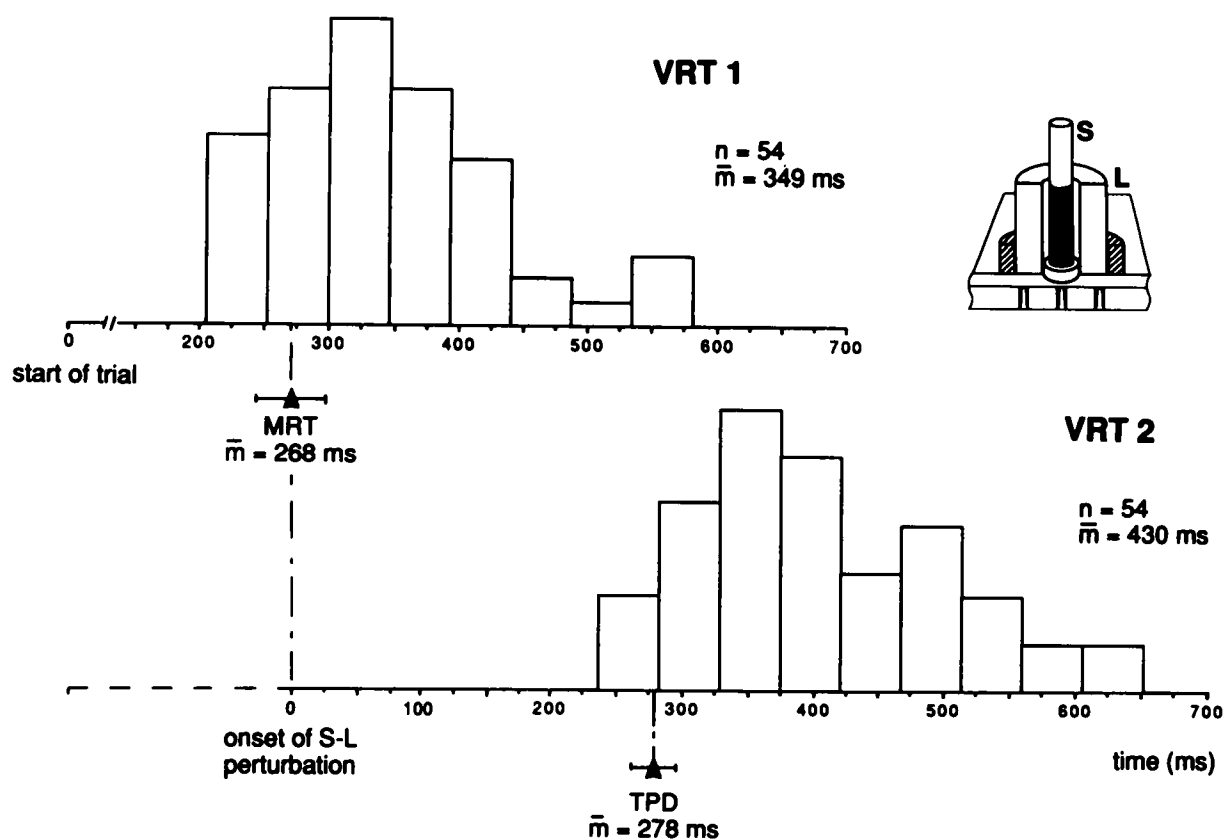 VRT 1
n = 54
m̄ = 349 ms
S
L
0 200 300 400 500 600 700
start of trial
MRT
m̄ = 268 ms
VRT 2
n = 54
m̄ = 430 ms
0 100 200 300 400 500 600 700
onset of S-L
perturbation
time (ms)
TPD
m̄ = 278 ms